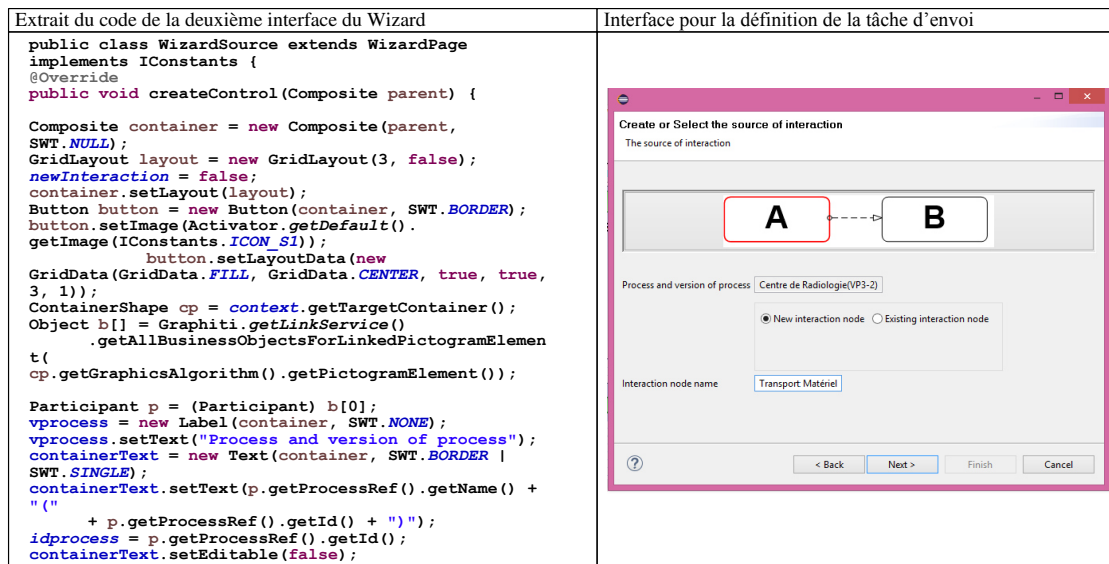 Extrait du code de la deuxième interface du Wizard
Interface pour la définition de la tâche d'envoi
public class WizardSource extends WizardPage
implements IConstants {
@Override
public void createControl(Composite parent) {
Composite container = new Composite(parent,
SWT.NULL);
GridLayout layout = new GridLayout(3, false);
newInteraction = false;
container.setLayout(layout);
Button button = new Button(container, SWT.BORDER);
button.setImage(Activator.getDefault().
getImage(IConstants.ICON_S1));
button.setLayoutData(new
GridData(GridData.FILL, GridData.CENTER, true, true,
3, 1));
ContainerShape cp = context.getTargetContainer();
Object b[] = Graphiti.getLinkService()
.getAllBusinessObjectsForLinkedPictogramElemen
t(
cp.getGraphicsAlgorithm().getPictogramElement());
Participant p = (Participant) b[0];
vprocess = new Label(container, SWT.NONE);
vprocess.setText("Process and version of process");
containerText = new Text(container, SWT.BORDER |
SWT.SINGLE);
containerText.setText(p.getProcessRef().getName() +
"("
+ p.getProcessRef().getId() + ")");
idprocess = p.getProcessRef().getId();
containerText.setEditable(false);
Create or Select the source of interaction
The source of interaction
A
B
Process and version of process
Centre de Radiologie(VP3-2)
New interaction node
Existing interaction node
Interaction node name
Transport Matériel
?
< Back
Next >
Finish
Cancel